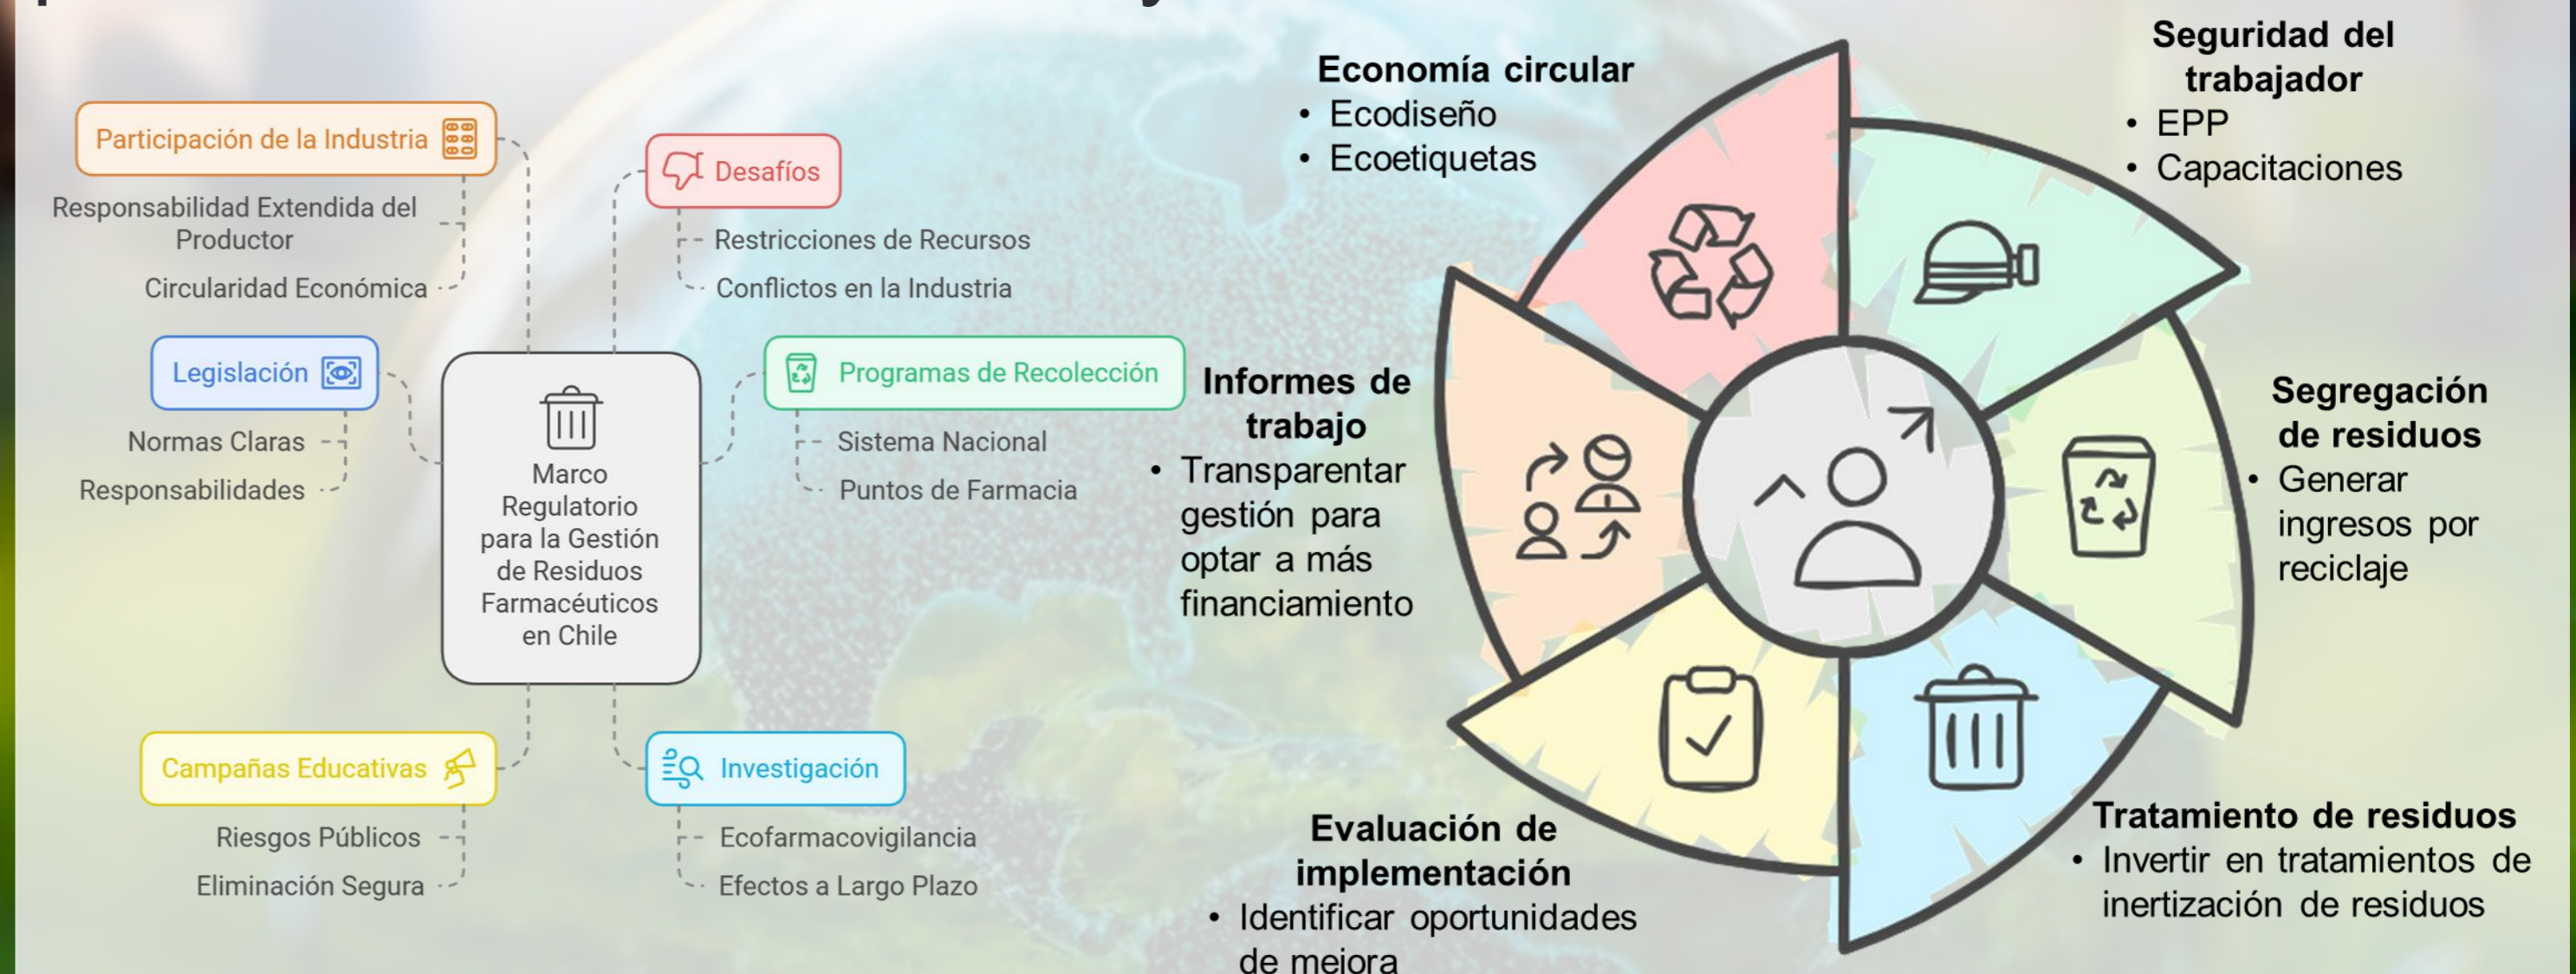 Participación de la Industria
Responsabilidad Extendida del
Productor
Circularidad Económica
Desafíos
Restricciones de Recursos
Conflictos en la Industria
Legislación
Normas Claras
Responsabilidades
Marco
Regulatorio
para la Gestión
de Residuos
Farmacéuticos
en Chile
Programas de Recolección
Sistema Nacional
Puntos de Farmacia
Campañas Educativas
Riesgos Públicos
Eliminación Segura
Investigación
Ecofarmacovigilancia
Efectos a Largo Plazo
Economía circular
• Ecodiseño
• Ecoetiquetas
Seguridad del
trabajador
• EPP
• Capacitaciones
Informes de
trabajo
• Transparentar
gestión para
optar a más
financiamiento
Segregación
de residuos
• Generar
ingresos por
reciclaje
Evaluación de
implementación
• Identificar oportunidades
de mejora
Tratamiento de residuos
• Invertir en tratamientos de
inertización de residuos